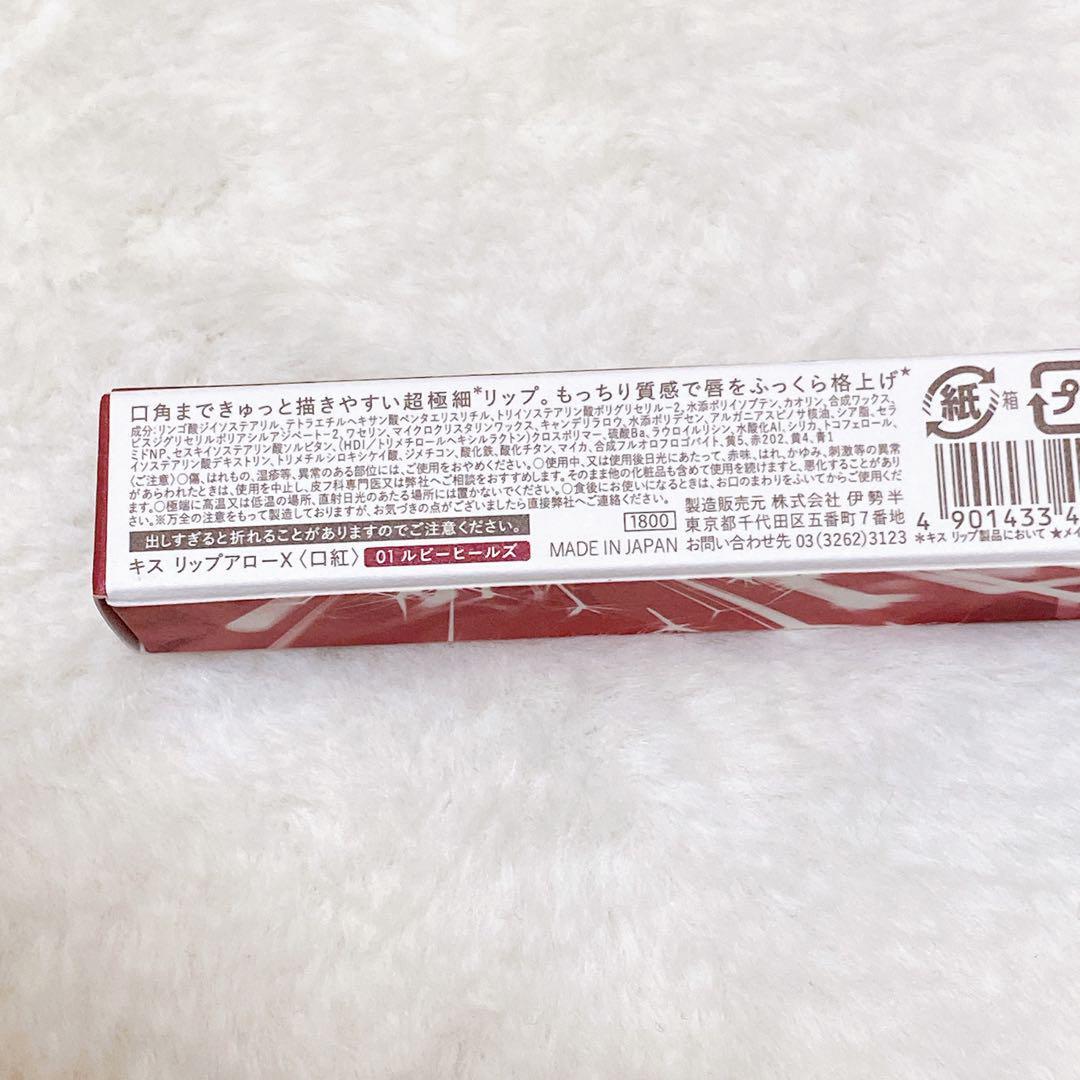 口角まできゅっと描きやすい超極細*リップ。もっちり質感で唇をふっくら格上げ★
成分:リンゴ酸ジイソステアリル、テトラエチルヘキサン酸ペンタエリスリチル、トリイソステアリン酸ポリグリセリル-2、水添ポリイソブテン、カオリン、合成ワックス、
ビスジグリセリルポリアシルアジペート-2、ワセリン、マイクロクリスタリンワックス、キャンデリラロウ、水添ポリデセン、アルガニアスピノサ核油、シア脂、セラ
ミドNP、セスキイソステアリン酸ソルビタン、(HDI/トリメチロールヘキシルラクトン)クロスポリマー、硫酸Ba、ラウロイルリシン、水酸化Al、シリカ、トコフェロール、
イソステアリン酸デキストリン、トリメチルシロキシケイ酸、ジメチコン、酸化鉄、酸化チタン、マイカ、合成フルオロフロゴパイト、黄5、赤202、黄4、青1
〈ご注意〉○傷、はれもの、湿疹等、異常のある部位には、ご使用をおやめください。○使用中、又は使用後日光にあたって、赤味、はれ、かゆみ、刺激等の異常
があらわれたときは、使用を中止し、皮フ科専門医又は弊社へご相談をおすすめします。そのまま他の化粧品も含めて使用を続けますと、悪化することがあり
ます。○極端に高温又は低温の場所、直射日光のあたる場所には置かないでください。○食後にお使いになるときは、お口のまわりをふいてからご使用くだ
さい。※万全の注意をもって製造しておりますが、お気づきの点がございましたら直接弊社へご連絡ください。
出しすぎると折れることがありますのでご注意ください。
キス リップアローX〈口紅〉 01 ルビーヒールズ
1800
MADE IN JAPAN
製造販売元 株式会社 伊勢半
東京都千代田区五番町7番地
お問い合わせ先 03(3262)3123
紙
箱
プ
4 901433 4
*キス リップ製品において ★メイ